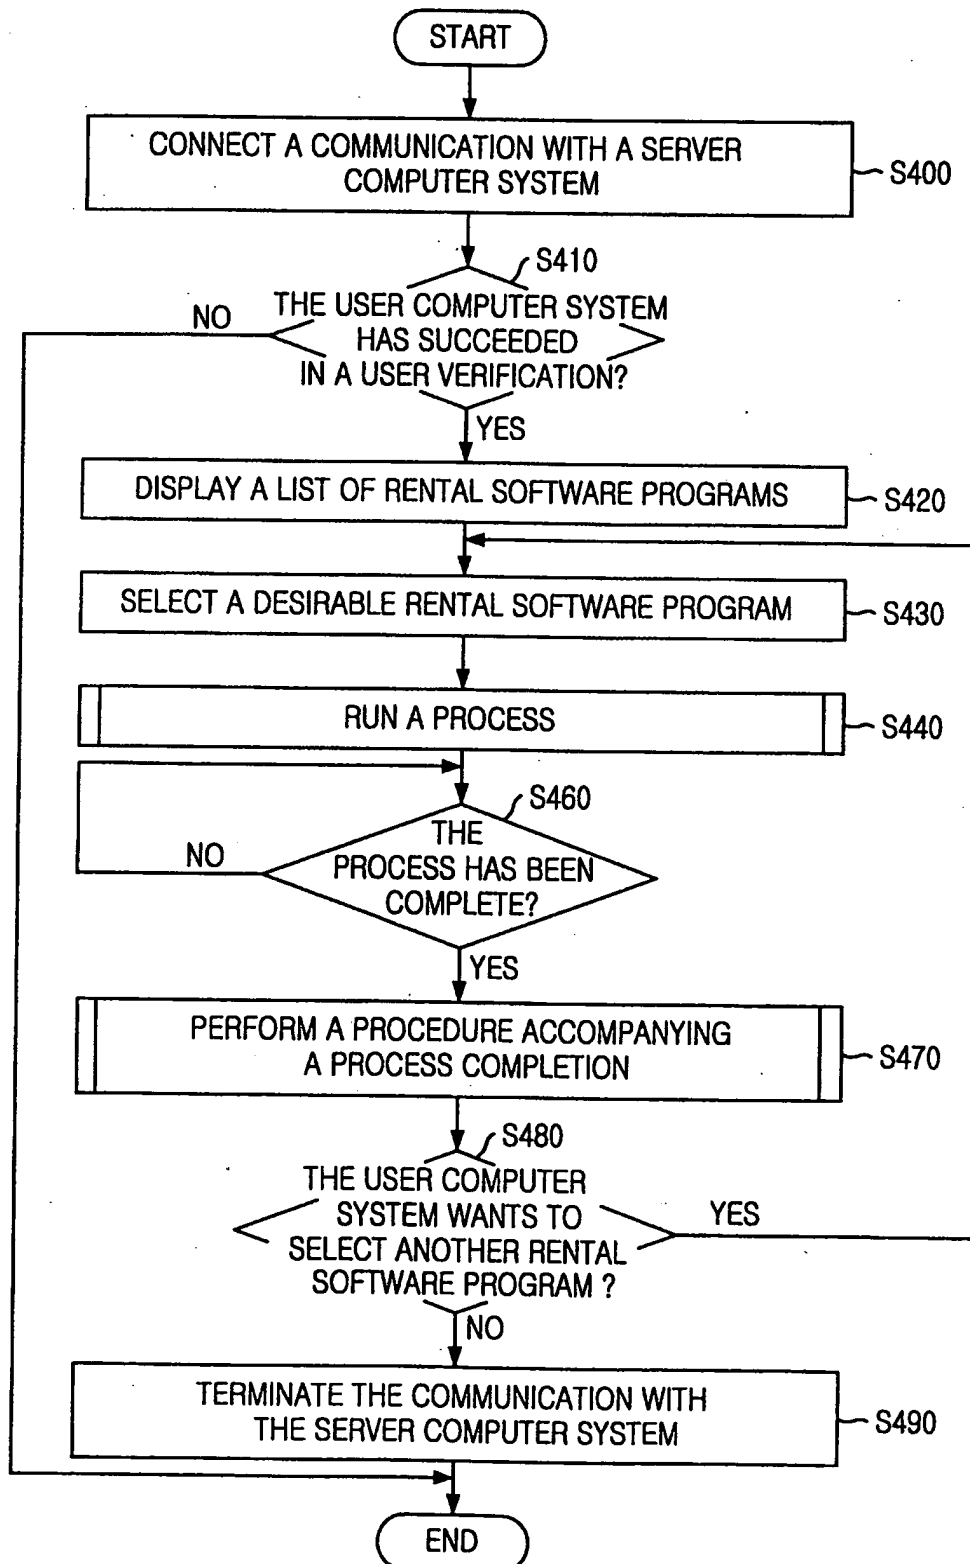 START
CONNECT A COMMUNICATION WITH A SERVER
COMPUTER SYSTEM
S400
S410
THE USER COMPUTER SYSTEM
HAS SUCCEEDED
IN A USER VERIFICATION?
NO
YES
DISPLAY A LIST OF RENTAL SOFTWARE PROGRAMS
S420
SELECT A DESIRABLE RENTAL SOFTWARE PROGRAM
S430
RUN A PROCESS
S440
S460
THE
PROCESS HAS BEEN
COMPLETE?
NO
YES
PERFORM A PROCEDURE ACCOMPANYING
A PROCESS COMPLETION
S470
S480
THE USER COMPUTER
SYSTEM WANTS TO
SELECT ANOTHER RENTAL
SOFTWARE PROGRAM ?
YES
NO
TERMINATE THE COMMUNICATION WITH
THE SERVER COMPUTER SYSTEM
S490
END